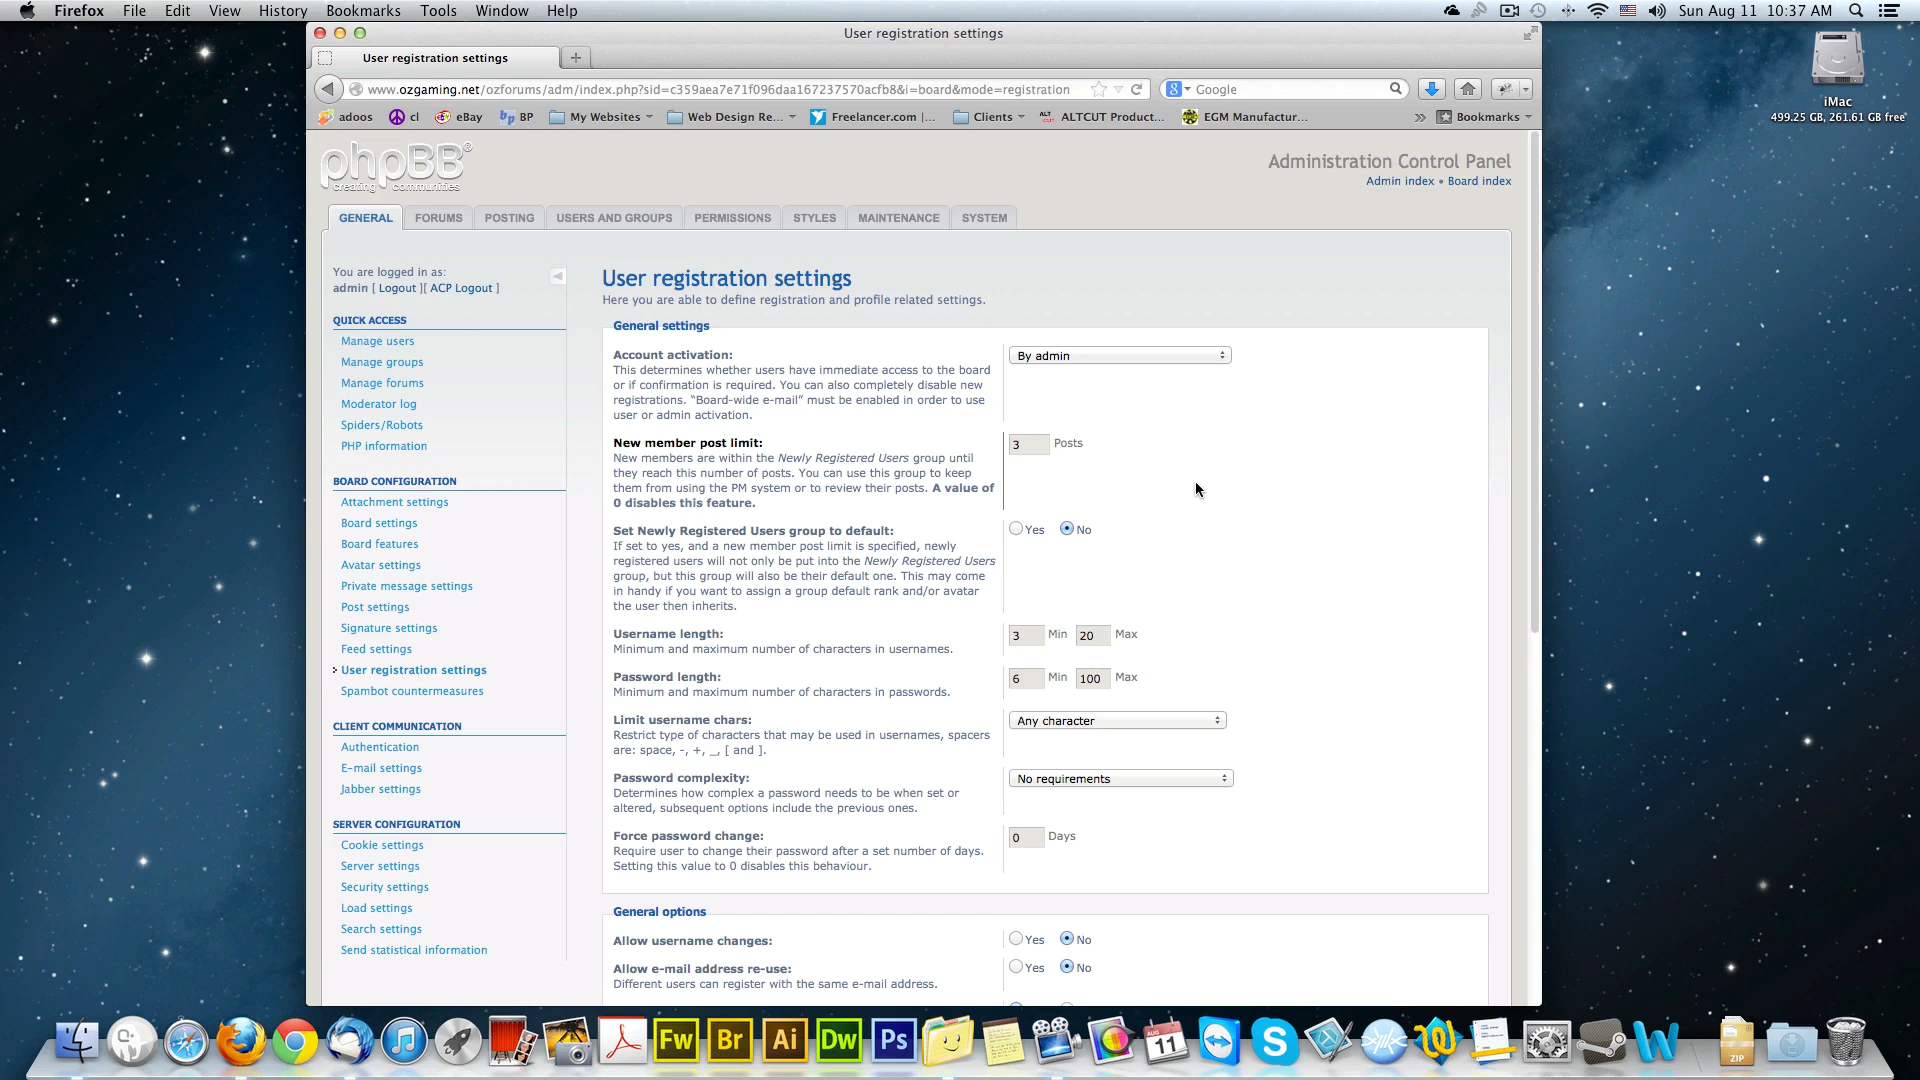 Firefox File Edit View History Bookmarks Tools Window Help
Sun Aug 11 10:37 AM
User registration settings
User registration settings
www.ozgaming.net/ozforums/adm/index.php?sid=c359aea7e71f096daa167237570acfb8&i=board&mode=registration
Google
adoos cl eBay BP My Websites Web Design Re... Freelancer.com |... Clients ALTCUT Product... EGM Manufactur... Bookmarks
iMac
499.25 GB, 261.61 GB free
phpBB®
creating communities
Administration Control Panel
Admin index • Board index
GENERAL FORUMS POSTING USERS AND GROUPS PERMISSIONS STYLES MAINTENANCE SYSTEM
You are logged in as:
admin [ Logout ][ ACP Logout ]
QUICK ACCESS
Manage users
Manage groups
Manage forums
Moderator log
Spiders/Robots
PHP information
BOARD CONFIGURATION
Attachment settings
Board settings
Board features
Avatar settings
Private message settings
Post settings
Signature settings
Feed settings
User registration settings
Spambot countermeasures
CLIENT COMMUNICATION
Authentication
E-mail settings
Jabber settings
SERVER CONFIGURATION
Cookie settings
Server settings
Security settings
Load settings
Search settings
Send statistical information
User registration settings
Here you are able to define registration and profile related settings.
General settings
Account activation:
By admin
This determines whether users have immediate access to the board
or if confirmation is required. You can also completely disable new
registrations. “Board-wide e-mail” must be enabled in order to use
user or admin activation.
New member post limit:
3 Posts
New members are within the Newly Registered Users group until
they reach this number of posts. You can use this group to keep
them from using the PM system or to review their posts. A value of
0 disables this feature.
Set Newly Registered Users group to default:
Yes No
If set to yes, and a new member post limit is specified, newly
registered users will not only be put into the Newly Registered Users
group, but this group will also be their default one. This may come
in handy if you want to assign a group default rank and/or avatar
the user then inherits.
Username length:
3 Min 20 Max
Minimum and maximum number of characters in usernames.
Password length:
6 Min 100 Max
Minimum and maximum number of characters in passwords.
Limit username chars:
Any character
Restrict type of characters that may be used in usernames, spacers
are: space, -, +, _, [ and ].
Password complexity:
No requirements
Determines how complex a password needs to be when set or
altered, subsequent options include the previous ones.
Force password change:
0 Days
Require user to change their password after a set number of days.
Setting this value to 0 disables this behaviour.
General options
Allow username changes:
Yes No
Allow e-mail address re-use:
Yes No
Different users can register with the same e-mail address.
Fw Br Ai Dw Ps AUG 11 S W ZIP